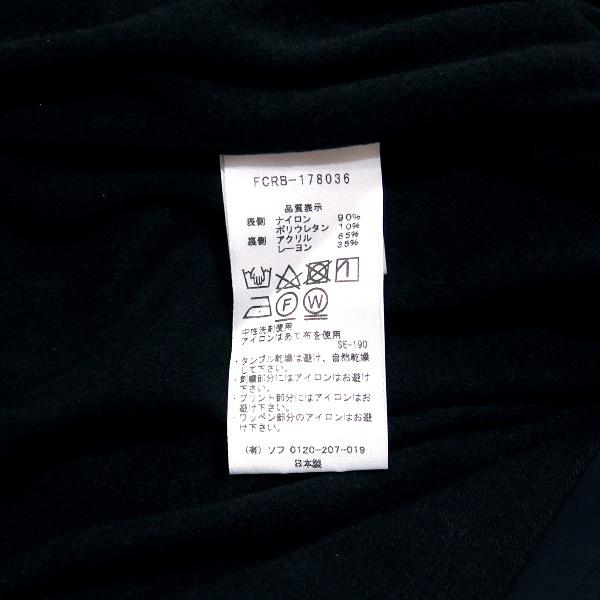 FCRB-178036
品質表示
表側 ナイロン 90%
ポリウレタン 10%
裏側 アクリル 65%
レーヨン 35%
F W
中性洗剤使用
アイロンはあて布を使用
SE-190
・タンブル乾燥は避け、自然乾燥
して下さい。
・刺繍部分にはアイロンはお避
け下さい。
・プリント部分にはアイロンはお
避け下さい。
・ワッペン部分のアイロンはお避
け下さい。
(有) ソフ 0120-207-019
日本製